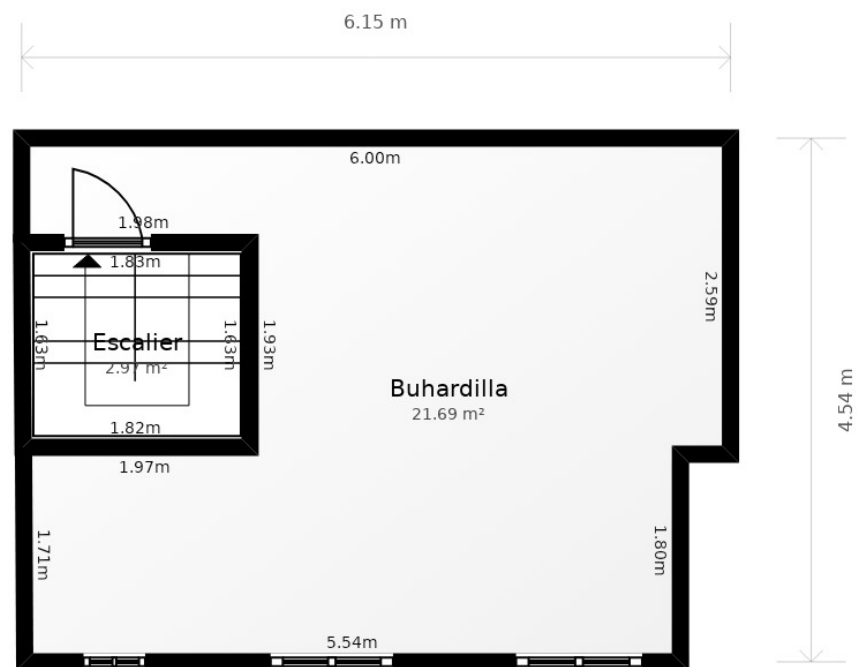 6.15 m
6.00m
1.98m
1.83m
2.59m
1.63m
Escalier
2.97 m²
1.63m
1.93m
Buhardilla
21.69 m²
4.54 m
1.82m
1.97m
1.71m
1.80m
5.54m